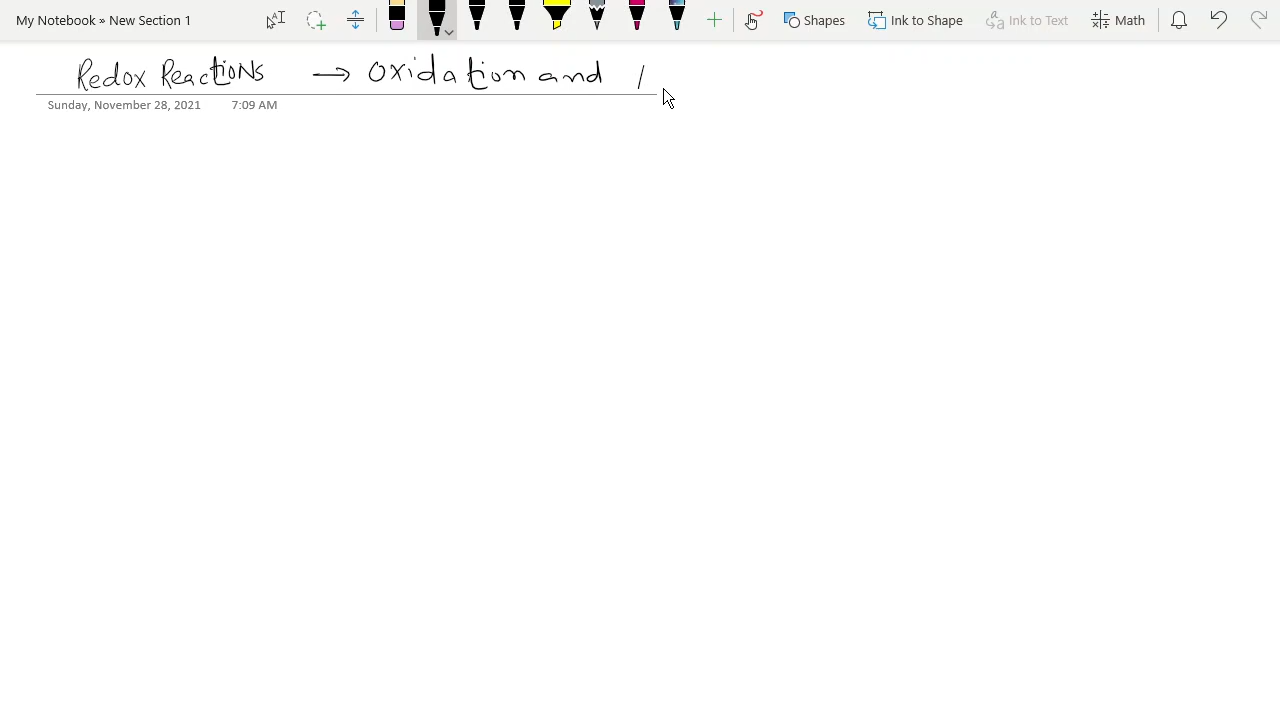 My Notebook » New Section 1 Shapes Ink to Shape Ink to Text Math
Redox Reactions → Oxidation and
Sunday, November 28, 2021 7:09 AM